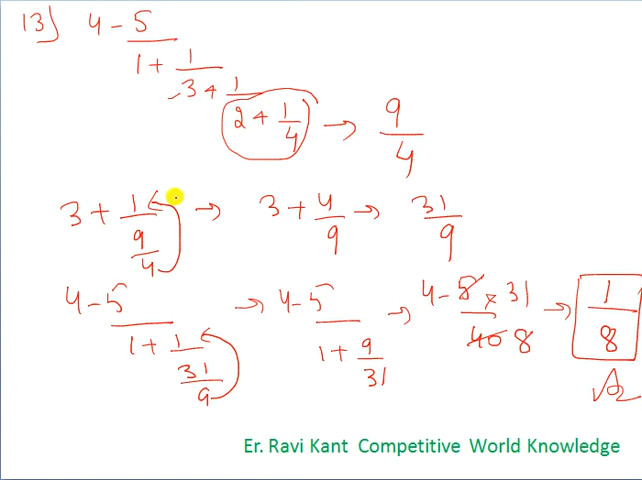 13) 4 - 5
1 + 1
3 + 1
2 + 1/4 → 9/4
3 + 1/(9/4) → 3 + 4/9 → 31/9
4 - 5/(1 + 1/(31/9)) → 4 - 5/(1 + 9/31) → 4 - 5 × 31/40 8 → 1/8
Er. Ravi Kant Competitive World Knowledge